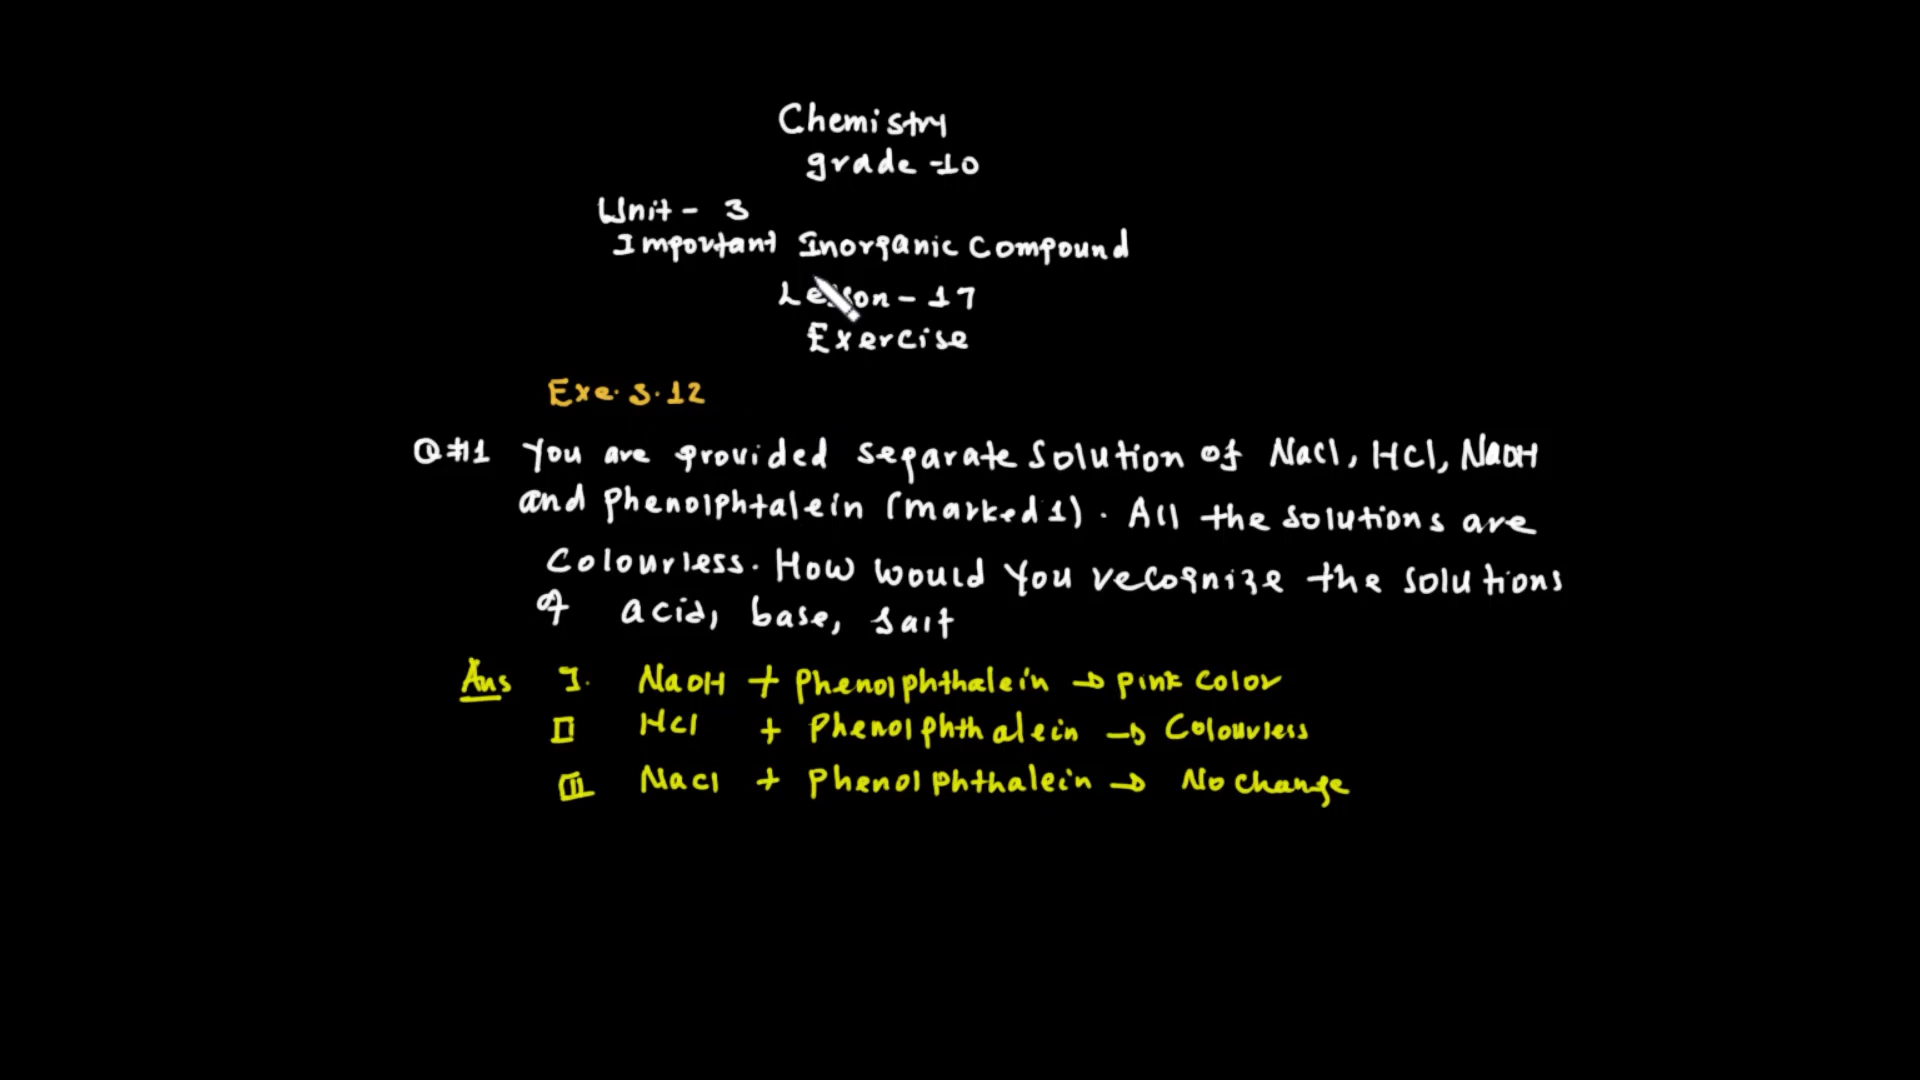 Chemistry
grade -10
Unit - 3
Important Inorganic Compound
Lesson - 17
Exercise
Exe. 3.12
Q#1 You are provided separate solution of NaCl, HCl, NaOH
and phenolphtalein (marked 1). All the solutions are
Colourless. How would you recognize the solutions
of acid, base, salt
Ans I. NaOH + phenolphthalein → pink color
II HCl + phenolphthalein → Colourless
III NaCl + phenolphthalein → No change